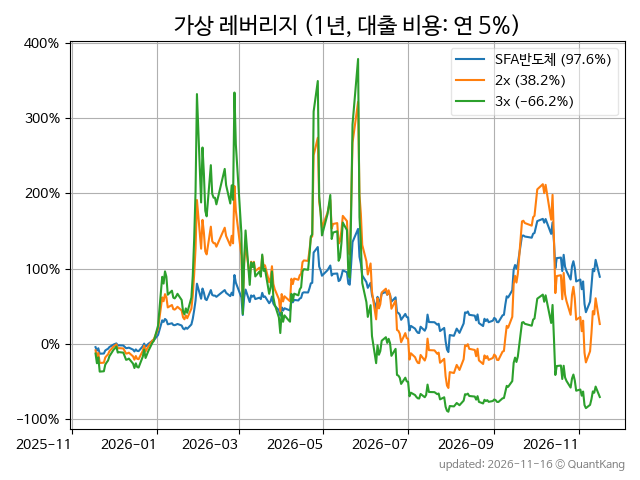 가상 레버리지 (1년, 대출 비용: 연 5%)
SFA반도체 (97.6%)
2x (38.2%)
3x (-66.2%)
400%
300%
200%
100%
0%
−100%
2025-11 2026-01 2026-03 2026-05 2026-07 2026-09 2026-11
updated: 2026-11-16 © QuantKang